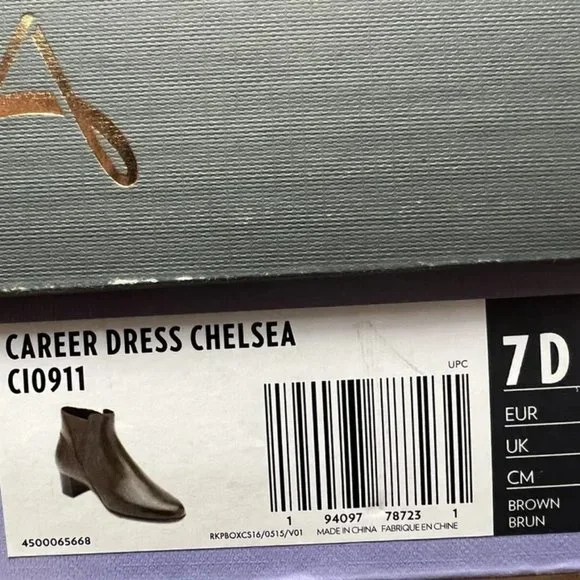 CAREER DRESS CHELSEA
CI0911
UPC
1 94097 78723 1
RKPBOXCS16/0515/V01 MADE IN CHINA FABRIQUE EN CHINE
4500065668
7 D
EUR
UK
CM
BROWN
BRUN